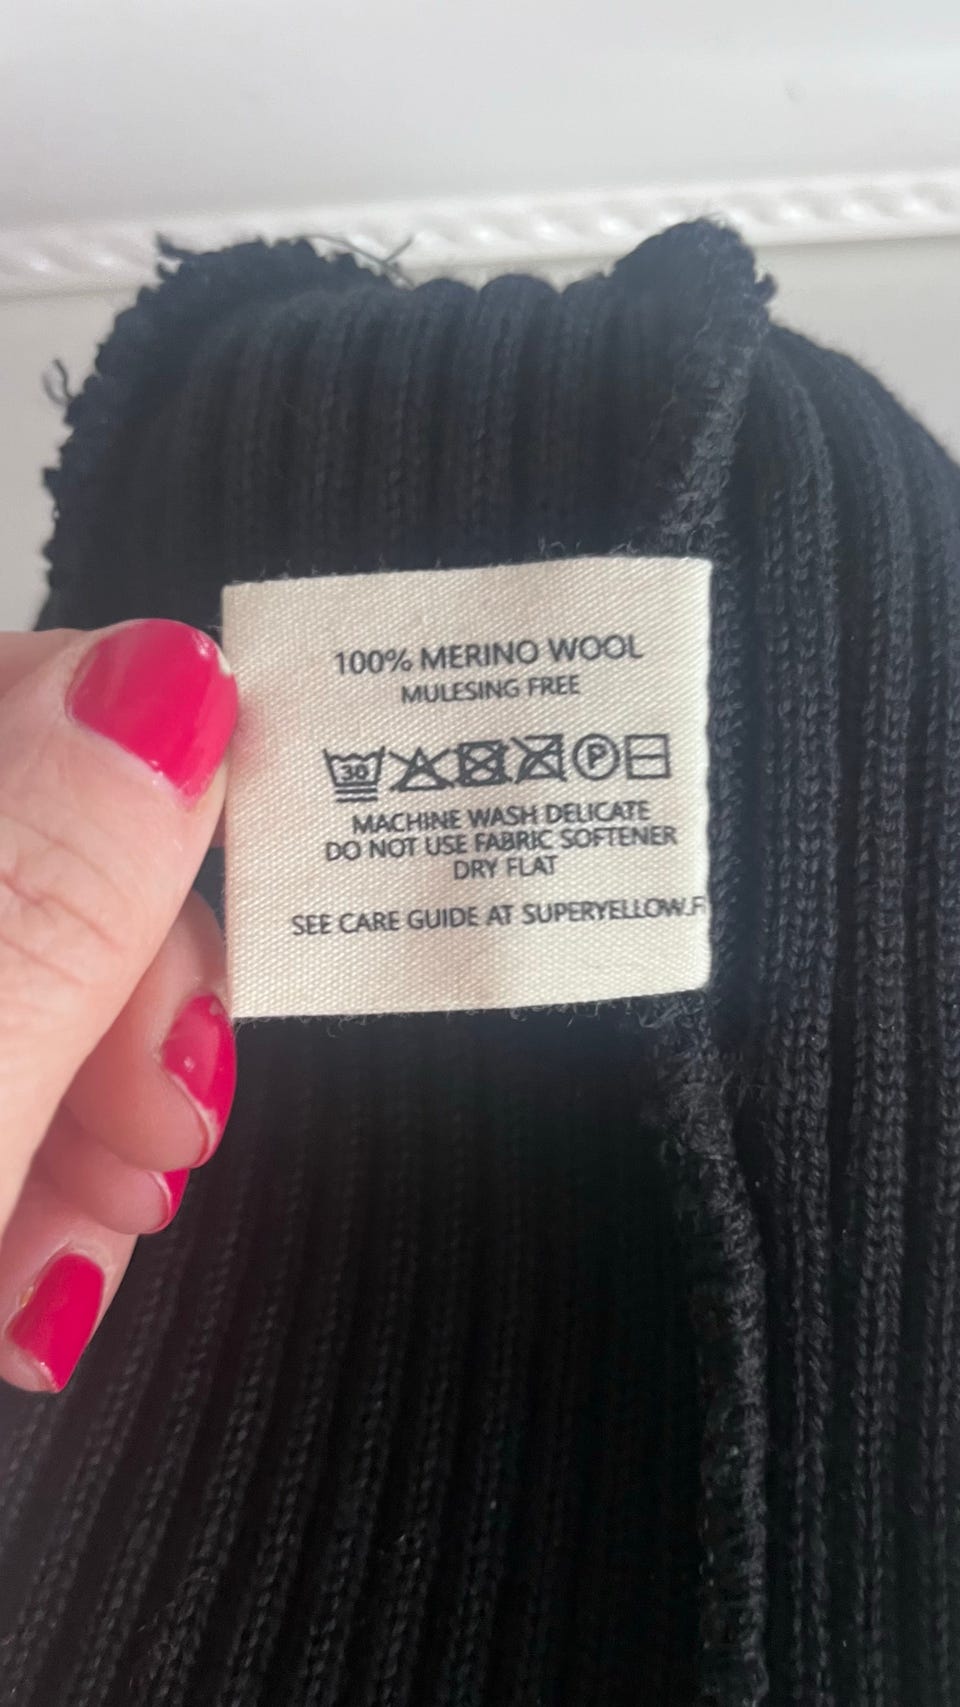 100% MERINO WOOL
MULESING FREE
30 P
MACHINE WASH DELICATE
DO NOT USE FABRIC SOFTENER
DRY FLAT
SEE CARE GUIDE AT SUPERYELLOW.F